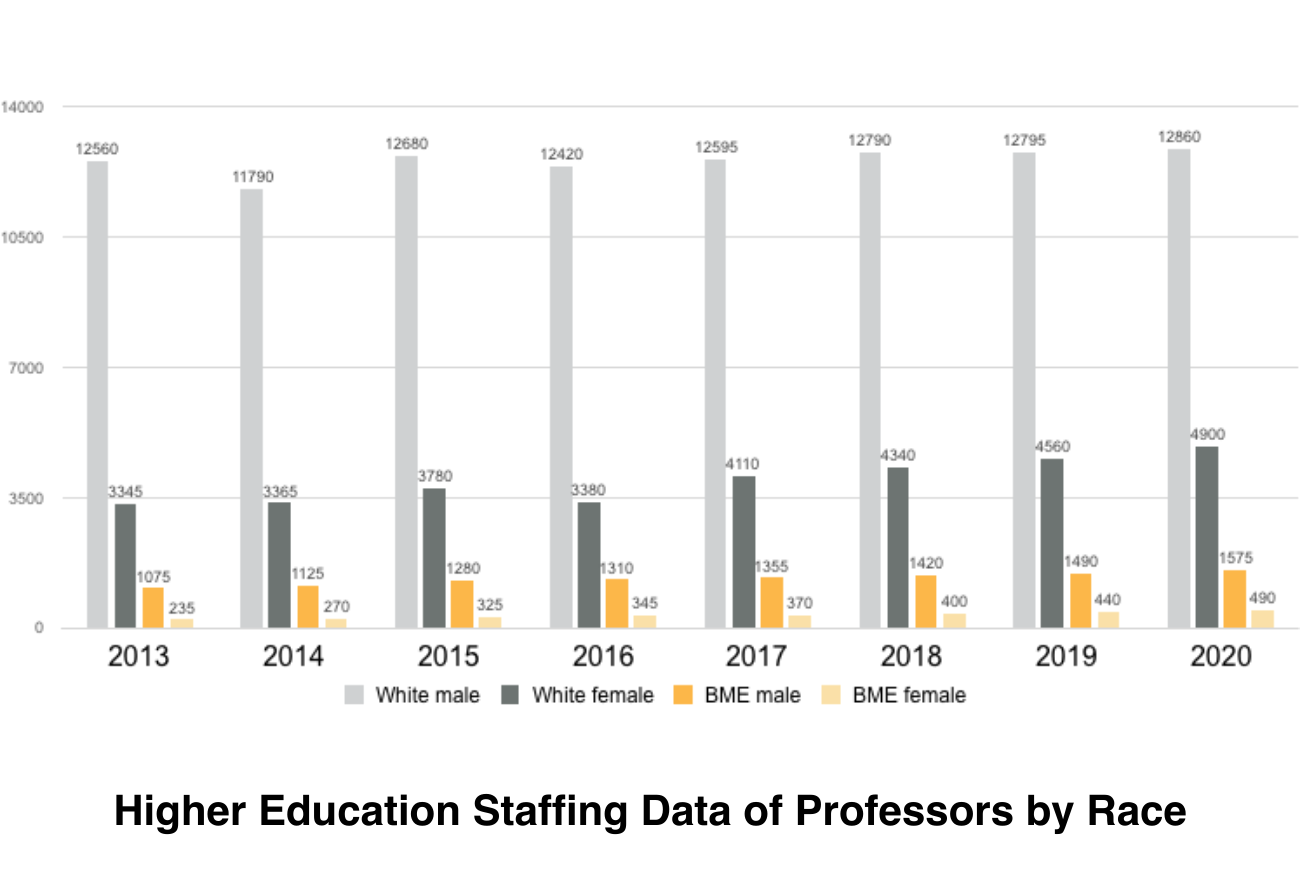 14000
10500
7000
3500
0
12560 3345 1075 235
11790 3365 1125 270
12680 3780 1280 325
12420 3380 1310 345
12595 4110 1355 370
12790 4340 1420 400
12795 4560 1490 440
12860 4900 1575 490
2013 2014 2015 2016 2017 2018 2019 2020
White male White female BME male BME female
Higher Education Staffing Data of Professors by Race